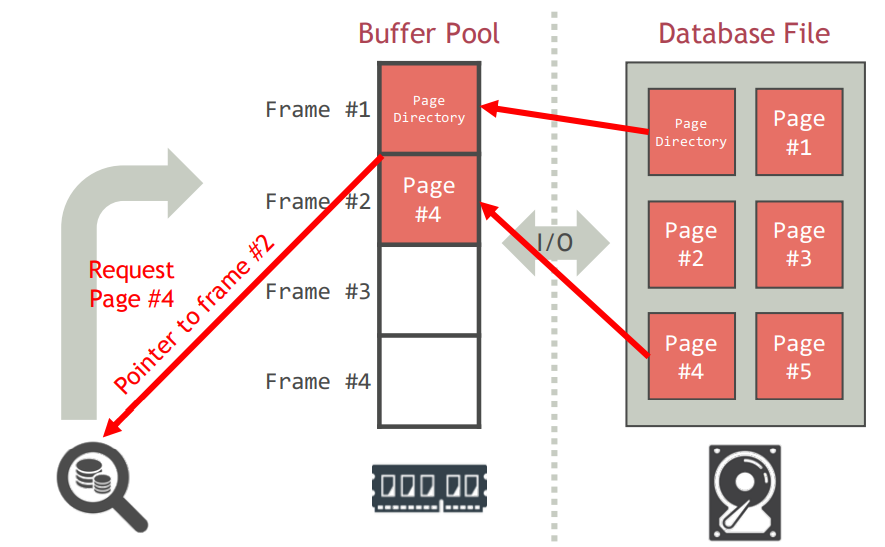 Buffer Pool
Database File
Frame #1
Page
Directory
Page
Directory
Page
#1
Frame #2
Page
#4
Page
#2
Page
#3
I/O
Request
Page #4
Pointer to frame #2
Frame #3
Frame #4
Page
#4
Page
#5